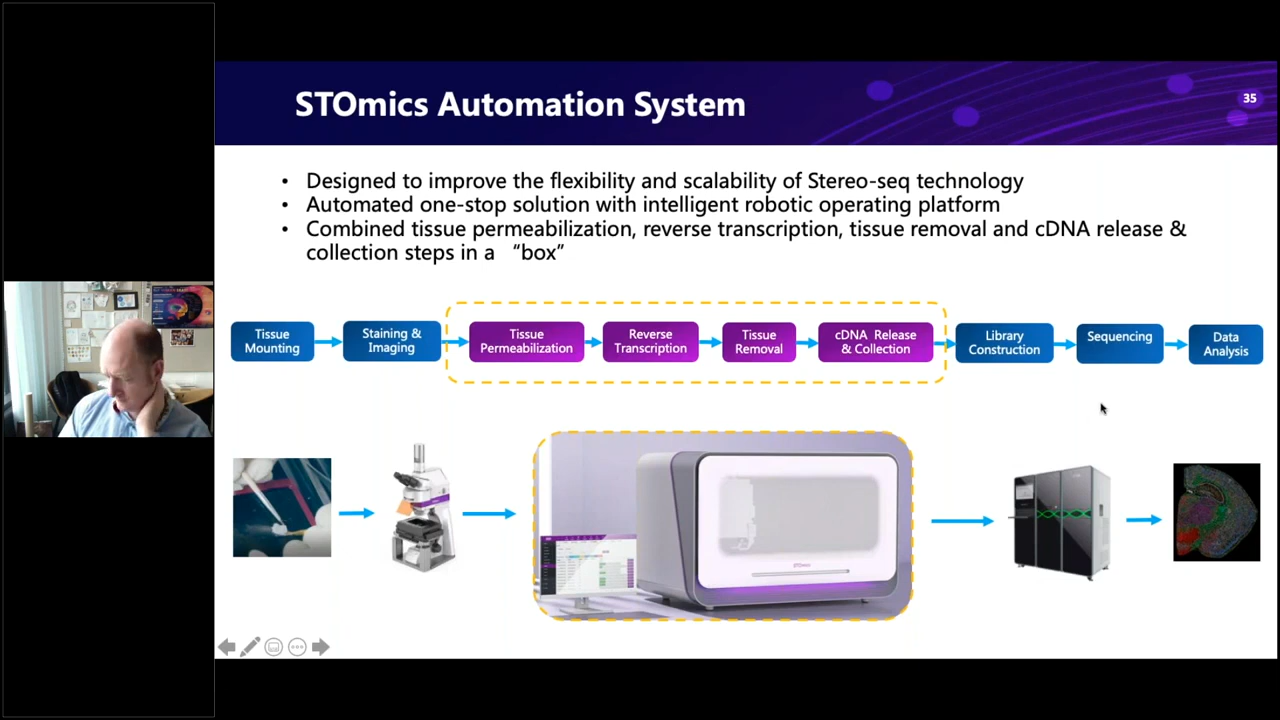 STOmics Automation System
35
• Designed to improve the flexibility and scalability of Stereo-seq technology
• Automated one-stop solution with intelligent robotic operating platform
• Combined tissue permeabilization, reverse transcription, tissue removal and cDNA release &
collection steps in a “box”
Tissue
Mounting
Staining &
Imaging
Tissue
Permeabilization
Reverse
Transcription
Tissue
Removal
cDNA Release
& Collection
Library
Construction
Sequencing
Data
Analysis
STOmics